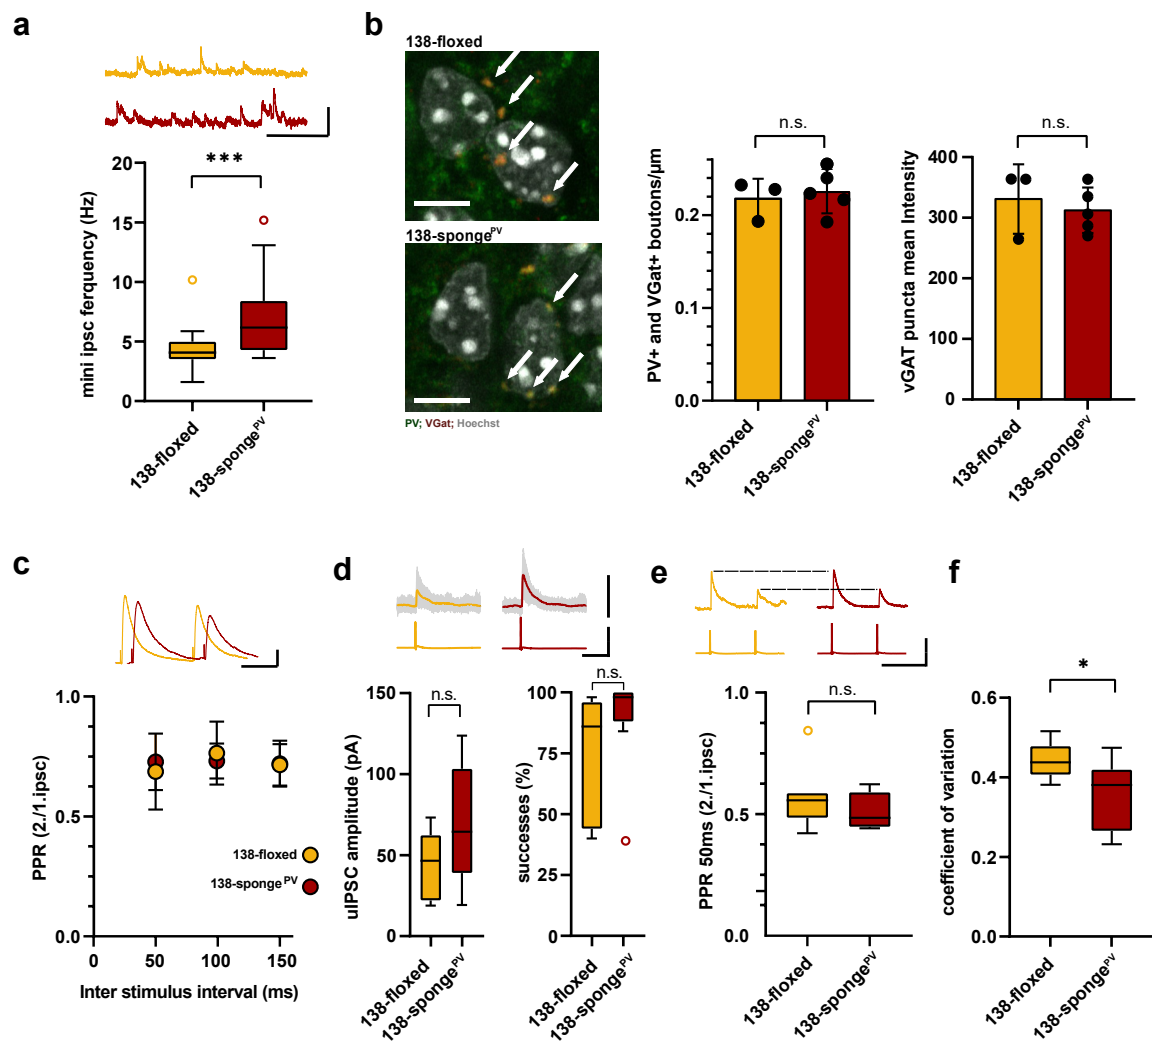 a
***
mini ipsc ferquency (Hz)
20
15
10
5
0
138-floxed
138-sponge PV
b
138-floxed
138-sponge PV
PV; VGat; Hoechst
n.s.
PV+ and VGat+ boutons/µm
0.2
0.1
0.0
138-floxed
138-sponge PV
n.s.
vGAT puncta mean Intensity
400
300
200
100
0
138-floxed
138-sponge PV
c
PPR (2./1.ipsc)
1.0
0.5
0.0
138-floxed
138-sponge PV
0 50 100 150
Inter stimulus interval (ms)
d
n.s.
uIPSC amplitude (pA)
150
100
50
0
138-floxed
138-sponge PV
n.s.
successes (%)
100
75
50
25
0
138-floxed
138-sponge PV
e
n.s.
PPR 50ms (2./1.ipsc)
1.0
0.5
0.0
138-floxed
138-sponge PV
f
*
coefficient of variation
0.6
0.4
0.2
0.0
138-floxed
138-sponge PV